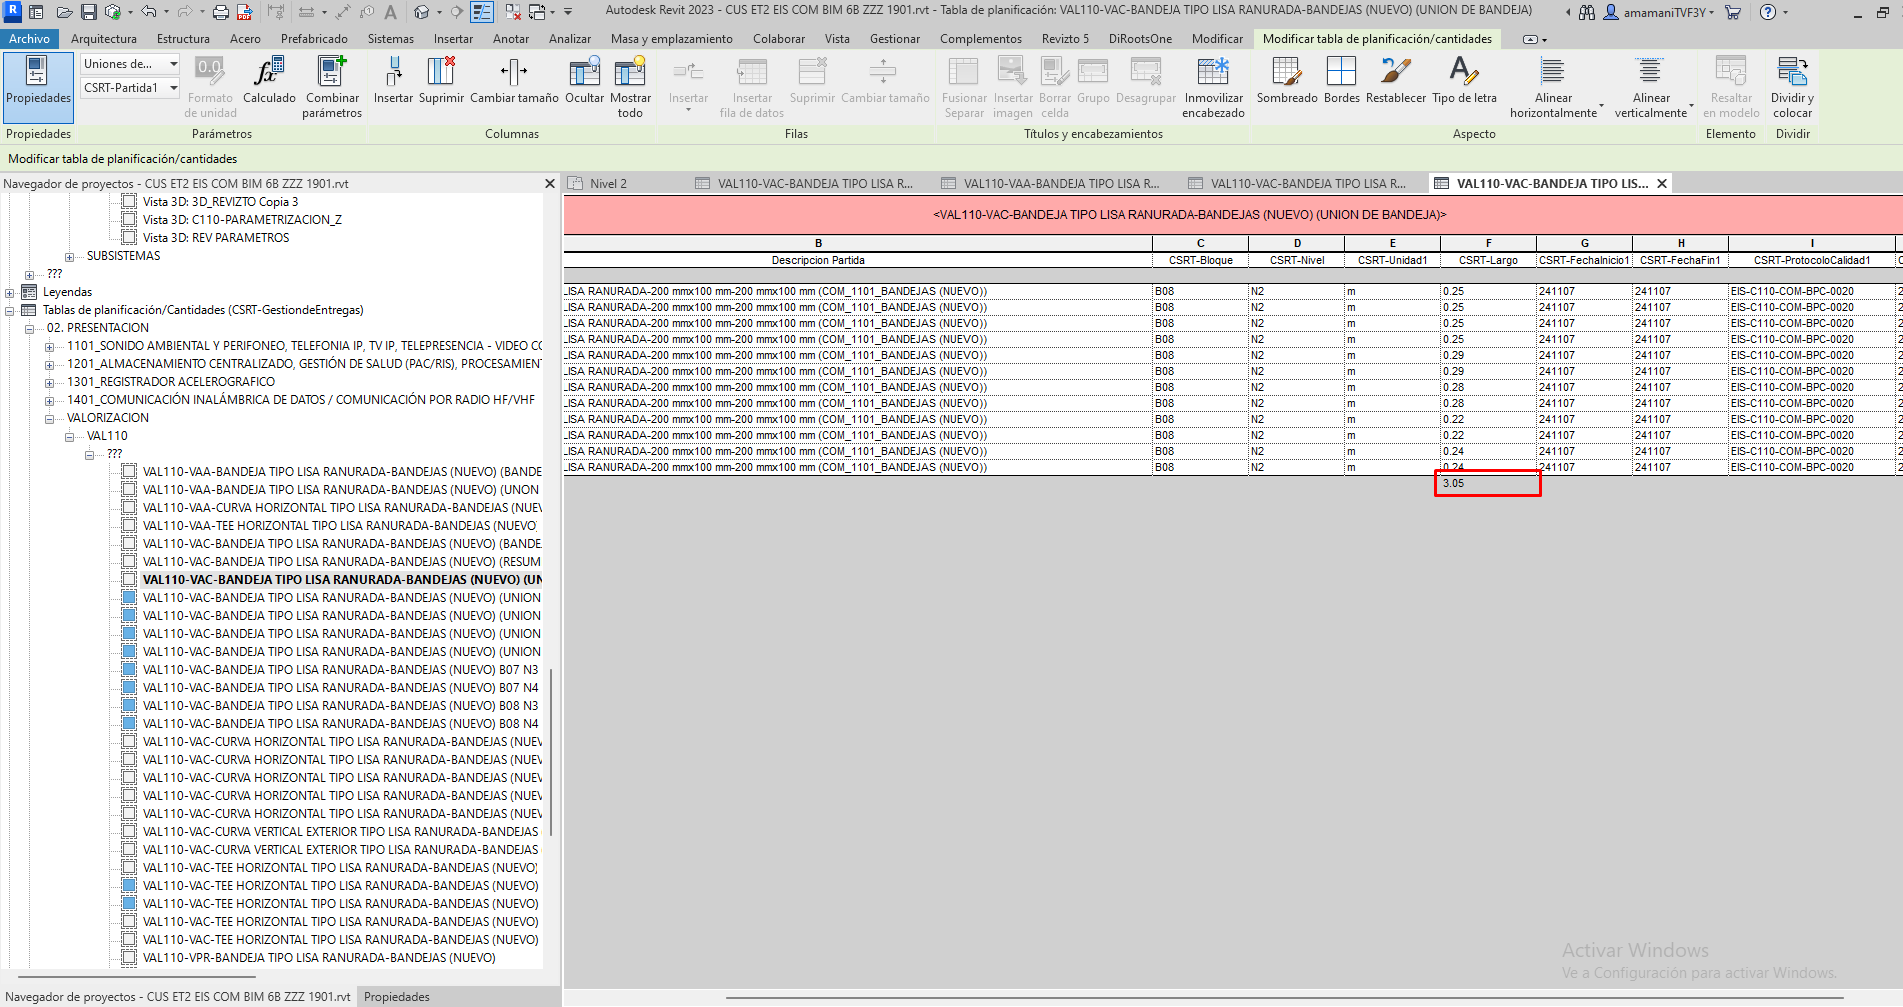 Autodesk Revit 2023 - CUS ET2 EIS COM BIM 6B ZZZ 1901.rvt - Tabla de planificación: VAL110-VAC-BANDEJA TIPO LISA RANURADA-BANDEJAS (NUEVO) (UNION DE BANDEJA)
amamaniTVF3Y
Archivo Arquitectura Estructura Acero Prefabricado Sistemas Insertar Anotar Analizar Masa y emplazamiento Colaborar Vista Gestionar Complementos Revizto 5 DiRootsOne Modificar Modificar tabla de planificación/cantidades
Uniones de...
CSRT-Partida1
Propiedades
Formato de unidad
Calculado
Combinar parámetros
Insertar
Suprimir
Cambiar tamaño
Ocultar
Mostrar todo
Insertar
Insertar fila de datos
Suprimir
Cambiar tamaño
Fusionar Separar
Insertar imagen
Borrar celda
Grupo
Desagrupar
Inmovilizar encabezado
Sombreado
Bordes
Restablecer
Tipo de letra
Alinear horizontalmente
Alinear verticalmente
Resaltar en modelo
Dividir y colocar
Propiedades Parámetros Columnas Filas Títulos y encabezamientos Aspecto Elemento Dividir
Modificar tabla de planificación/cantidades
Navegador de proyectos - CUS ET2 EIS COM BIM 6B ZZZ 1901.rvt
Vista 3D: 3D_REVIZTO Copia 3
Vista 3D: C110-PARAMETRIZACION_Z
Vista 3D: REV PARAMETROS
SUBSISTEMAS
???
Leyendas
Tablas de planificación/Cantidades (CSRT-GestiondeEntregas)
02. PRESENTACION
1101_SONIDO AMBIENTAL Y PERIFONEO, TELEFONIA IP, TV IP, TELEPRESENCIA - VIDEO CO
1201_ALMACENAMIENTO CENTRALIZADO, GESTIÓN DE SALUD (PAC/RIS), PROCESAMIENT
1301_REGISTRADOR ACELEROGRAFICO
1401_COMUNICACIÓN INALÁMBRICA DE DATOS / COMUNICACIÓN POR RADIO HF/VHF
VALORIZACION
VAL110
???
VAL110-VAA-BANDEJA TIPO LISA RANURADA-BANDEJAS (NUEVO) (BANDE
VAL110-VAA-BANDEJA TIPO LISA RANURADA-BANDEJAS (NUEVO) (UNON
VAL110-VAA-CURVA HORIZONTAL TIPO LISA RANURADA-BANDEJAS (NUEV
VAL110-VAA-TEE HORIZONTAL TIPO LISA RANURADA-BANDEJAS (NUEVO)
VAL110-VAC-BANDEJA TIPO LISA RANURADA-BANDEJAS (NUEVO) (BANDE.
VAL110-VAC-BANDEJA TIPO LISA RANURADA-BANDEJAS (NUEVO) (RESUM
VAL110-VAC-BANDEJA TIPO LISA RANURADA-BANDEJAS (NUEVO) (UN
VAL110-VAC-BANDEJA TIPO LISA RANURADA-BANDEJAS (NUEVO) (UNION
VAL110-VAC-BANDEJA TIPO LISA RANURADA-BANDEJAS (NUEVO) (UNION
VAL110-VAC-BANDEJA TIPO LISA RANURADA-BANDEJAS (NUEVO) (UNION
VAL110-VAC-BANDEJA TIPO LISA RANURADA-BANDEJAS (NUEVO) (UNION
VAL110-VAC-BANDEJA TIPO LISA RANURADA-BANDEJAS (NUEVO) B07 N3
VAL110-VAC-BANDEJA TIPO LISA RANURADA-BANDEJAS (NUEVO) B07 N4
VAL110-VAC-BANDEJA TIPO LISA RANURADA-BANDEJAS (NUEVO) B08 N3
VAL110-VAC-BANDEJA TIPO LISA RANURADA-BANDEJAS (NUEVO) B08 N4
VAL110-VAC-CURVA HORIZONTAL TIPO LISA RANURADA-BANDEJAS (NUEV
VAL110-VAC-CURVA HORIZONTAL TIPO LISA RANURADA-BANDEJAS (NUEV
VAL110-VAC-CURVA HORIZONTAL TIPO LISA RANURADA-BANDEJAS (NUEV
VAL110-VAC-CURVA HORIZONTAL TIPO LISA RANURADA-BANDEJAS (NUEV
VAL110-VAC-CURVA HORIZONTAL TIPO LISA RANURADA-BANDEJAS (NUEV
VAL110-VAC-CURVA VERTICAL EXTERIOR TIPO LISA RANURADA-BANDEJAS
VAL110-VAC-CURVA VERTICAL EXTERIOR TIPO LISA RANURADA-BANDEJAS
VAL110-VAC-TEE HORIZONTAL TIPO LISA RANURADA-BANDEJAS (NUEVO)
VAL110-VAC-TEE HORIZONTAL TIPO LISA RANURADA-BANDEJAS (NUEVO)
VAL110-VAC-TEE HORIZONTAL TIPO LISA RANURADA-BANDEJAS (NUEVO)
VAL110-VAC-TEE HORIZONTAL TIPO LISA RANURADA-BANDEJAS (NUEVO)
VAL110-VAC-TEE HORIZONTAL TIPO LISA RANURADA-BANDEJAS (NUEVO)
VAL110-VPR-BANDEJA TIPO LISA RANURADA-BANDEJAS (NUEVO)
Navegador de proyectos - CUS ET2 EIS COM BIM 6B ZZZ 1901.rvt Propiedades
Nivel 2 VAL110-VAC-BANDEJA TIPO LISA R... VAL110-VAA-BANDEJA TIPO LISA R... VAL110-VAC-BANDEJA TIPO LISA R... VAL110-VAC-BANDEJA TIPO LIS...
<VAL110-VAC-BANDEJA TIPO LISA RANURADA-BANDEJAS (NUEVO) (UNION DE BANDEJA)>
B C D E F G H I
Descripcion Partida CSRT-Bloque CSRT-Nivel CSRT-Unidad1 CSRT-Largo CSRT-FechaInicio1 CSRT-FechaFin1 CSRT-ProtocoloCalidad1 C
LISA RANURADA-200 mmx100 mm-200 mmx100 mm (COM_1101_BANDEJAS (NUEVO)) B08 N2 m 0.25 241107 241107 EIS-C110-COM-BPC-0020 2
LISA RANURADA-200 mmx100 mm-200 mmx100 mm (COM_1101_BANDEJAS (NUEVO)) B08 N2 m 0.25 241107 241107 EIS-C110-COM-BPC-0020 2
LISA RANURADA-200 mmx100 mm-200 mmx100 mm (COM_1101_BANDEJAS (NUEVO)) B08 N2 m 0.25 241107 241107 EIS-C110-COM-BPC-0020 2
LISA RANURADA-200 mmx100 mm-200 mmx100 mm (COM_1101_BANDEJAS (NUEVO)) B08 N2 m 0.25 241107 241107 EIS-C110-COM-BPC-0020 2
LISA RANURADA-200 mmx100 mm-200 mmx100 mm (COM_1101_BANDEJAS (NUEVO)) B08 N2 m 0.29 241107 241107 EIS-C110-COM-BPC-0020 2
LISA RANURADA-200 mmx100 mm-200 mmx100 mm (COM_1101_BANDEJAS (NUEVO)) B08 N2 m 0.29 241107 241107 EIS-C110-COM-BPC-0020 2
LISA RANURADA-200 mmx100 mm-200 mmx100 mm (COM_1101_BANDEJAS (NUEVO)) B08 N2 m 0.28 241107 241107 EIS-C110-COM-BPC-0020 2
LISA RANURADA-200 mmx100 mm-200 mmx100 mm (COM_1101_BANDEJAS (NUEVO)) B08 N2 m 0.28 241107 241107 EIS-C110-COM-BPC-0020 2
LISA RANURADA-200 mmx100 mm-200 mmx100 mm (COM_1101_BANDEJAS (NUEVO)) B08 N2 m 0.22 241107 241107 EIS-C110-COM-BPC-0020 2
LISA RANURADA-200 mmx100 mm-200 mmx100 mm (COM_1101_BANDEJAS (NUEVO)) B08 N2 m 0.22 241107 241107 EIS-C110-COM-BPC-0020 2
LISA RANURADA-200 mmx100 mm-200 mmx100 mm (COM_1101_BANDEJAS (NUEVO)) B08 N2 m 0.24 241107 241107 EIS-C110-COM-BPC-0020 2
LISA RANURADA-200 mmx100 mm-200 mmx100 mm (COM_1101_BANDEJAS (NUEVO)) B08 N2 m 0.24 241107 241107 EIS-C110-COM-BPC-0020 2
3.05
Activar Windows
Ve a Configuración para activar Windows.